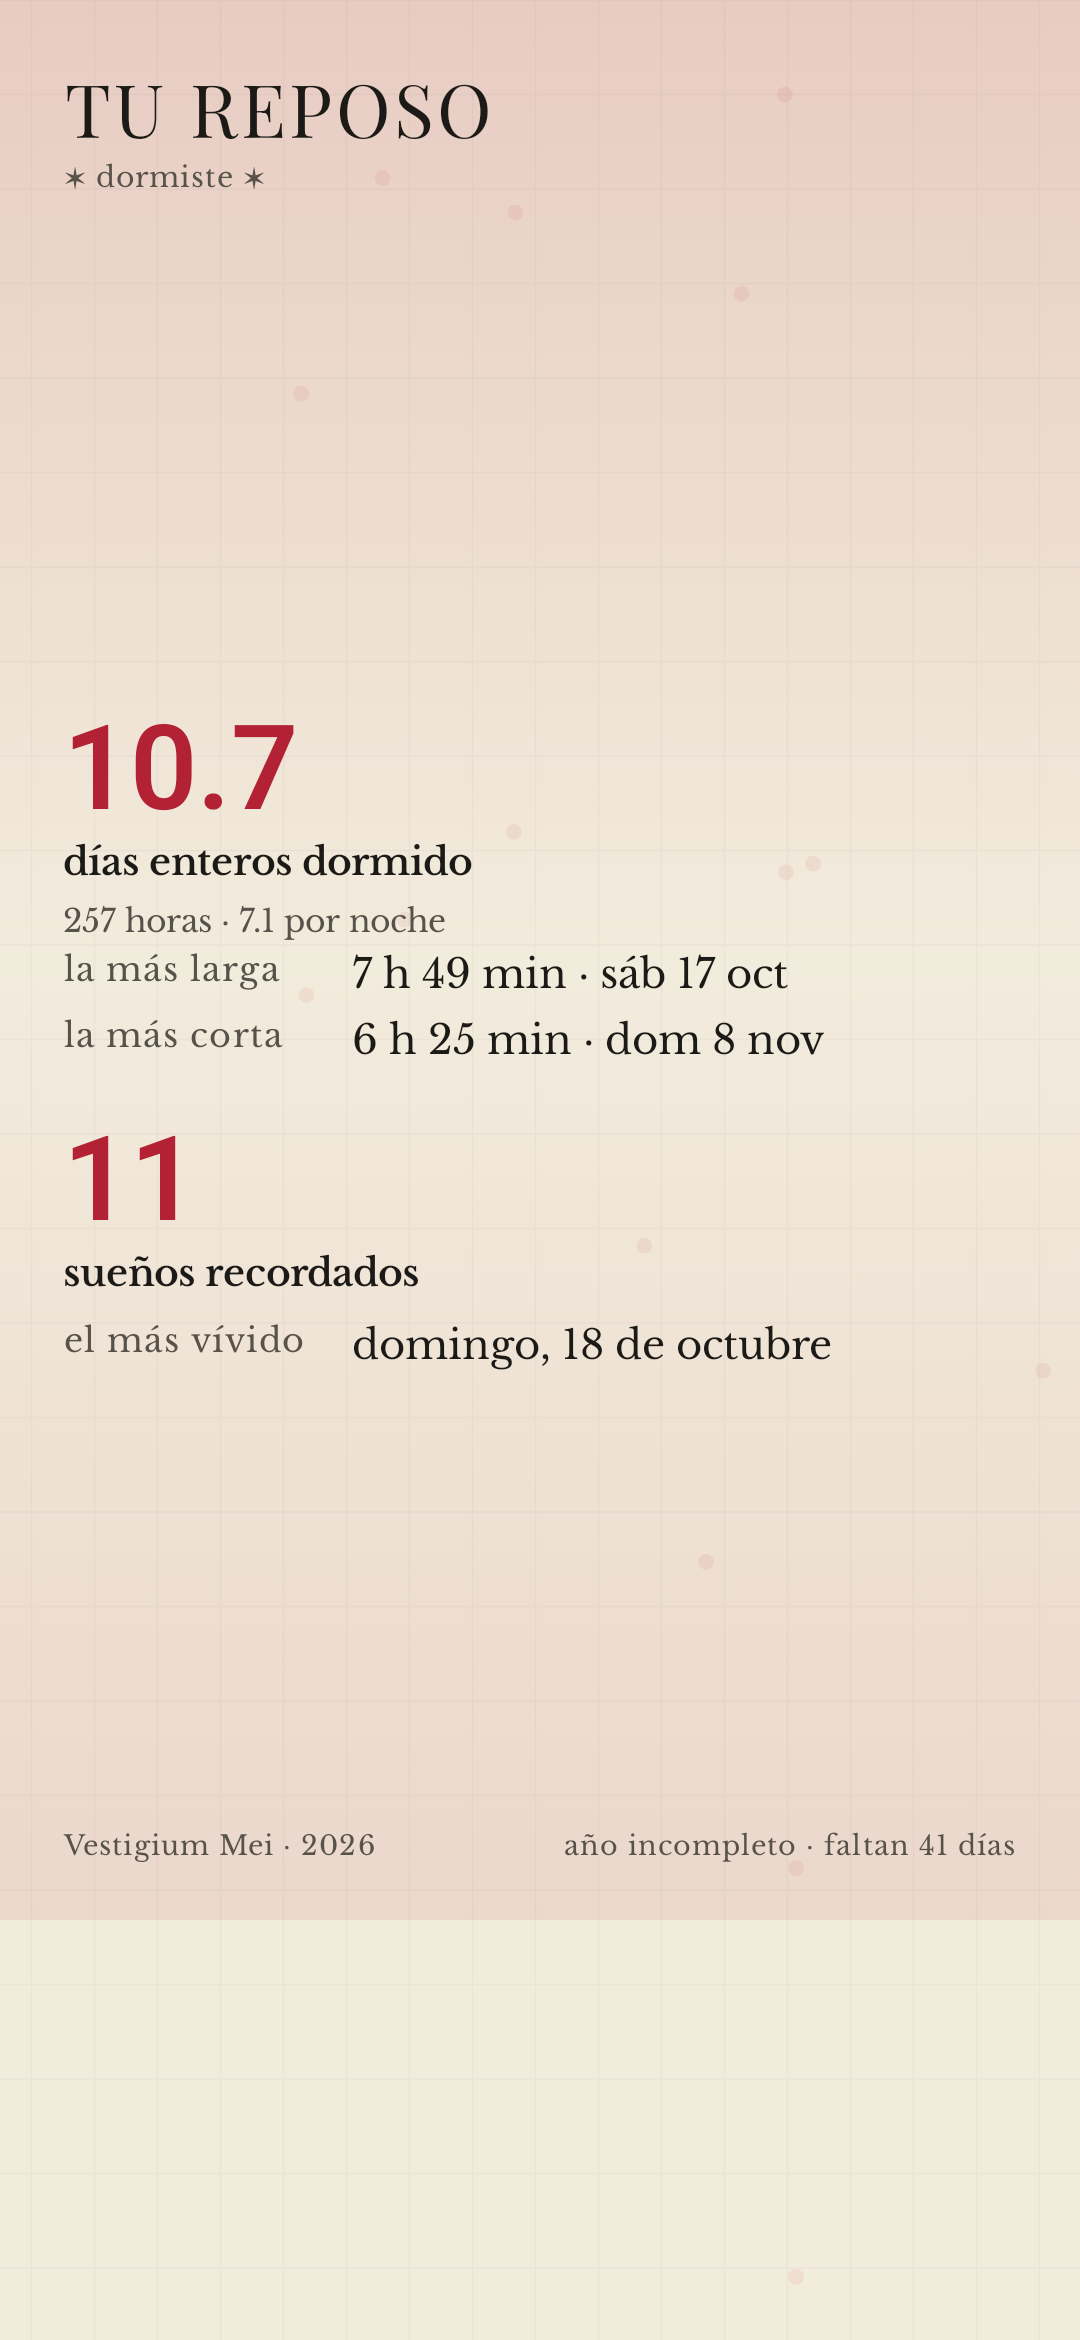 TU REPOSO
✶ dormiste ✶
10.7
días enteros dormido
257 horas · 7.1 por noche
la más larga 7 h 49 min · sáb 17 oct
la más corta 6 h 25 min · dom 8 nov
11
sueños recordados
el más vívido domingo, 18 de octubre
Vestigium Mei · 2026 año incompleto · faltan 41 días